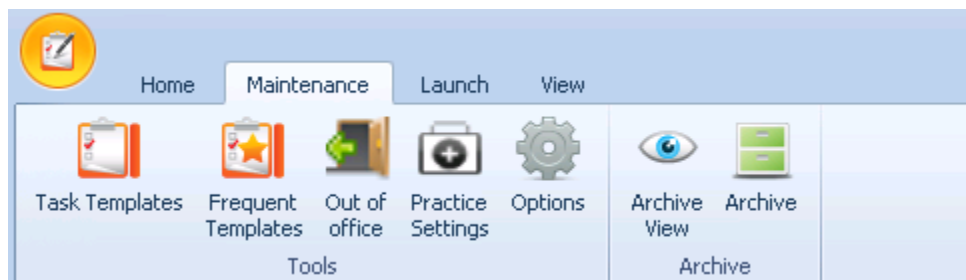 Home Maintenance Launch View
Task Templates Frequent Templates Out of office Practice Settings Options Archive View Archive
Tools Archive